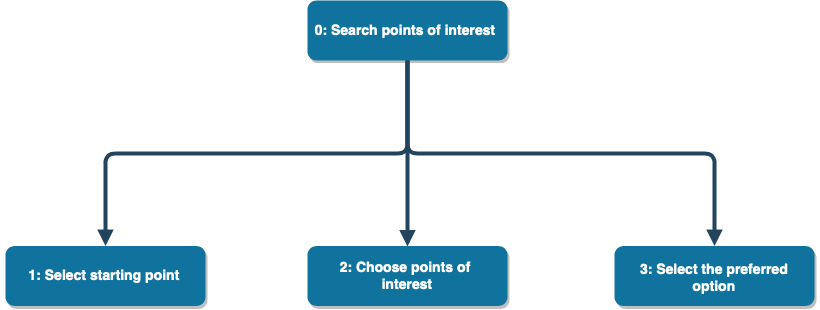 0: Search points of interest
1: Select starting point
2: Choose points of
interest
3: Select the preferred
option